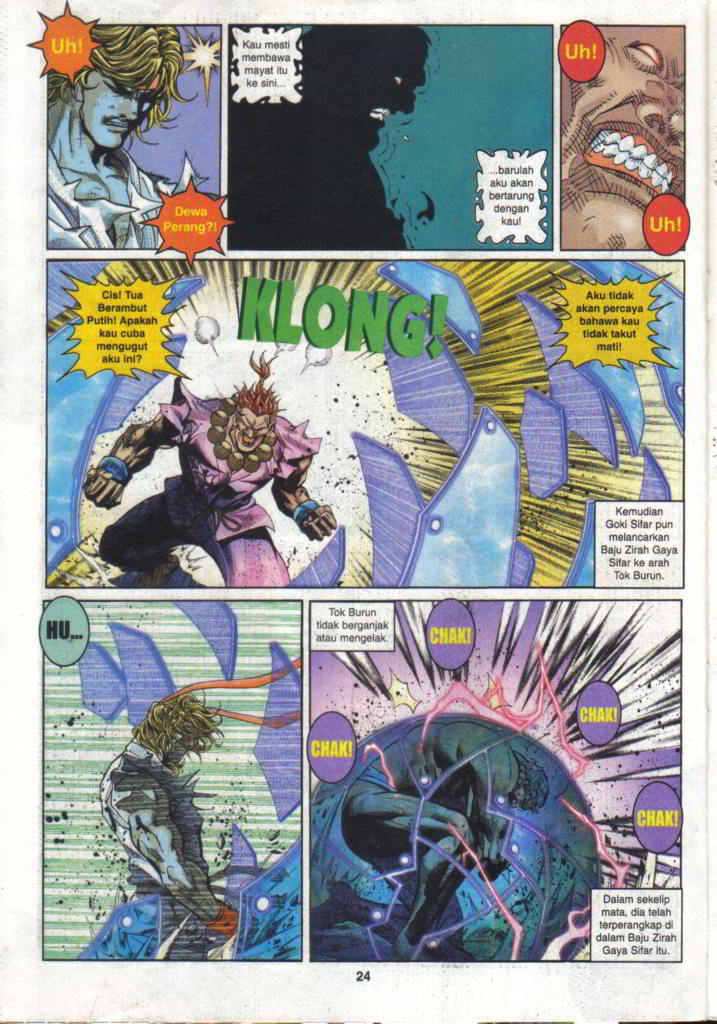 Uh!
Dewa
Perang?!
Kau mesti
membawa
mayat itu
ke sini...
...barulah
aku akan
bertarung
dengan
kau!
Uh!
Uh!
Cis! Tua
Berambut
Putih! Apakah
kau cuba
mengugut
aku ini?
KLONG!
Aku tidak
akan percaya
bahawa kau
tidak takut
mati!
Kemudian
Goki Sifar pun
melancarkan
Baju Zirah Gaya
Sifar ke arah
Tok Burun.
HU...
Tok Burun
tidak berganjak
atau mengelak.
CHAK!
CHAK!
CHAK!
CHAK!
Dalam sekelip
mata, dia telah
terperangkap di
dalam Baju Zirah
Gaya Sifar itu.
24